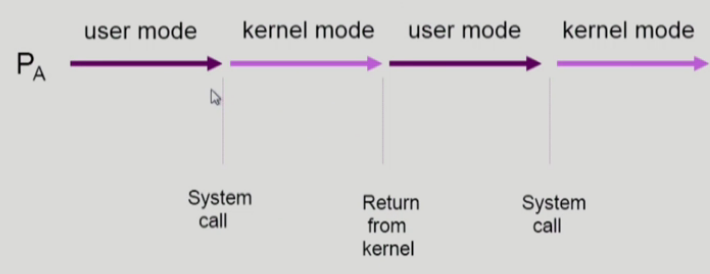 user mode kernel mode user mode kernel mode
PA
System call
Return from kernel
System call